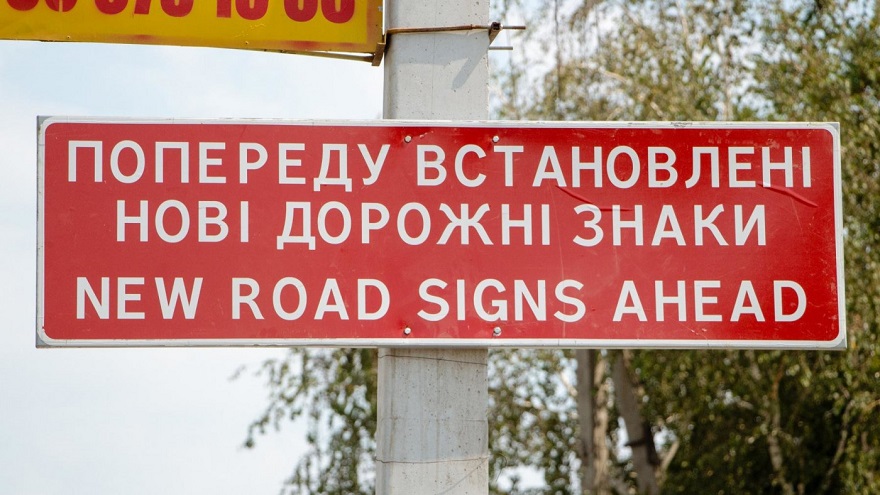 ПОПЕРЕДУ ВСТАНОВЛЕНІ
НОВІ ДОРОЖНІ ЗНАКИ
NEW ROAD SIGNS AHEAD